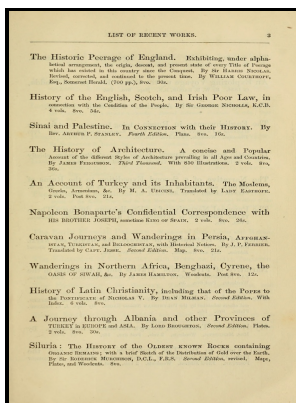 LIST OF RECENT WORKS. 3
The Historic Peerage of England. Exhibiting, under alpha-
betical arrangement, the origin, descent, and present state of every Title of Peerage
which has existed in this country since the Conquest. By Sir Harris Nicolas.
Revised, corrected, and continued to the present time. By William Courthope,
Esq., Somerset Herald. (700 pp.), 8vo. 30s.
History of the English, Scotch, and Irish Poor Law, in
connection with the Condition of the People. By Sir George Nicholls, K.C.B.
4 vols. 8vo. 54s.
Sinai and Palestine. In Connection with their History. By
Rev. Arthur P. Stanley. Fourth Edition. Plans. 8vo. 16s.
The History of Architecture. A concise and Popular
Account of the different Styles of Architecture prevailing in all Ages and Countries.
By James Fergusson. Third Thousand. With 850 Illustrations. 2 vols. 8vo,
36s.
An Account of Turkey and its Inhabitants. The Moslems,
Greeks, Armenians, &c. By M. A. Ubicini. Translated by Lady Easthope.
2 vols. Post 8vo. 21s.
Napoleon Bonaparte's Confidential Correspondence with
his brother Joseph, sometime King of Spain. 2 vols. 8vo. 26s.
Caravan Journeys and Wanderings in Persia, Affghan-
istan, Turkistan, and Beloochistan, with Historical Notices. By J. P. Ferrier.
Translated by Capt. Jesse. Second Edition. Map. 8vo. 21s.
Wanderings in Northern Africa, Benghazi, Cyrene, the
Oasis of Siwah, &c. By James Hamilton. Woodcuts. Post 8vo. 12s.
History of Latin Christianity, including that of the Popes to
the Pontificate of Nicholas V. By Dean Milman. Second Edition. With
Index. 6 vols. 8vo.
A Journey through Albania and other Provinces of
Turkey in Europe and Asia. By Lord Broughton. Second Edition. Plates.
2 vols. 8vo. 30s.
Siluria: The History of the Oldest known Rocks containing
Organic Remains; with a brief Sketch of the Distribution of Gold over the Earth.
By Sir Roderick Murchison, D.C.L., F.R.S. Second Edition, revised. Maps,
Plates, and Woodcuts. 8vo.